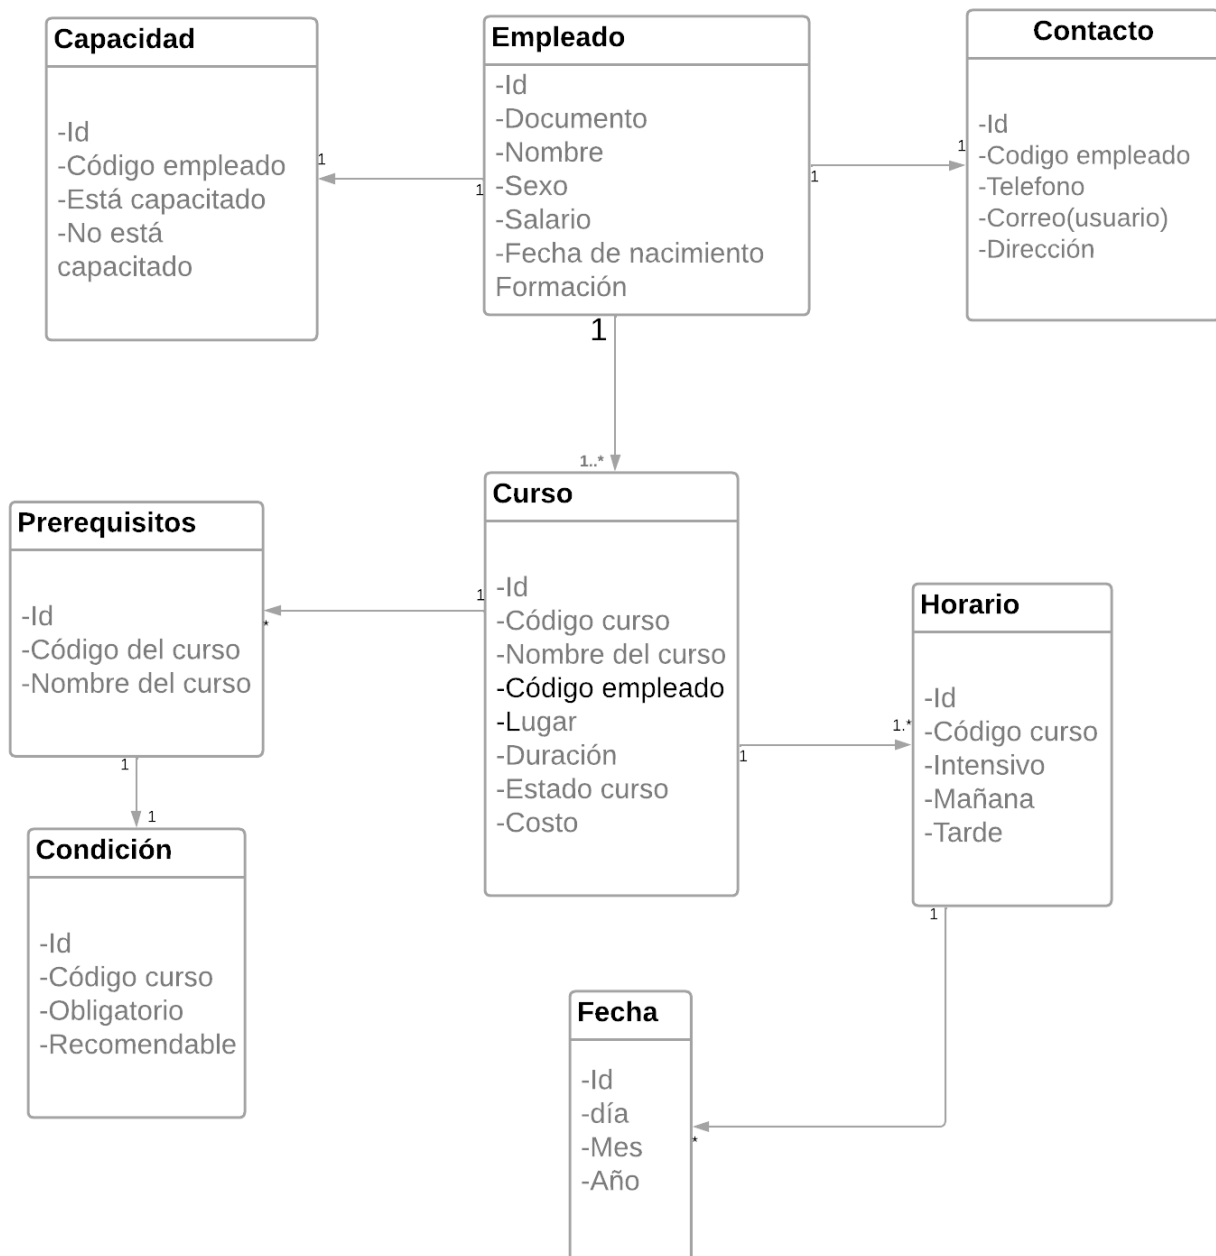 Capacidad
-Id
-Código empleado
-Está capacitado
-No está
capacitado
1
1
Empleado
-Id
-Documento
-Nombre
-Sexo
-Salario
-Fecha de nacimiento
Formación
1
1
Contacto
-Id
-Codigo empleado
-Telefono
-Correo(usuario)
-Dirección
1
1..*
Prerequisitos
-Id
-Código del curso
-Nombre del curso
*
1
Curso
-Id
-Código curso
-Nombre del curso
-Código empleado
-Lugar
-Duración
-Estado curso
-Costo
1
1.*
Horario
-Id
-Código curso
-Intensivo
-Mañana
-Tarde
1
1
Condición
-Id
-Código curso
-Obligatorio
-Recomendable
1
*
Fecha
-Id
-día
-Mes
-Año